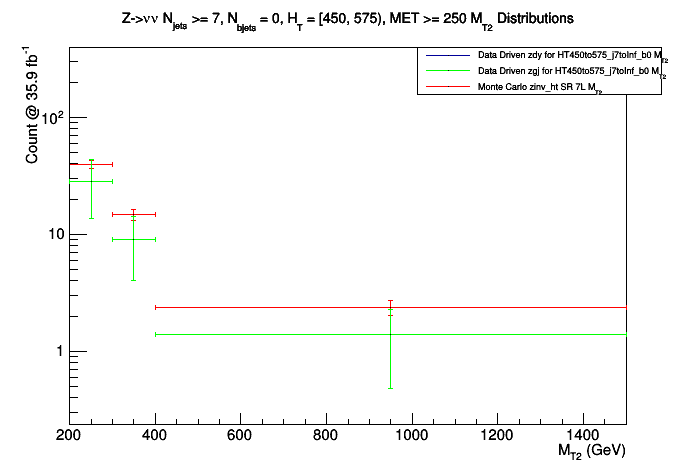 Z->νν N_jets >= 7, N_bjets = 0, H_T = [450, 575), MET >= 250 M_T2 Distributions
Data Driven zdy for HT450to575_j7toInf_b0 M_T2
Data Driven zgj for HT450to575_j7toInf_b0 M_T2
Monte Carlo zinv_ht SR 7L M_T2
Count @ 35.9 fb^-1
10^2
10
1
200 400 600 800 1000 1200 1400
M_T2 (GeV)